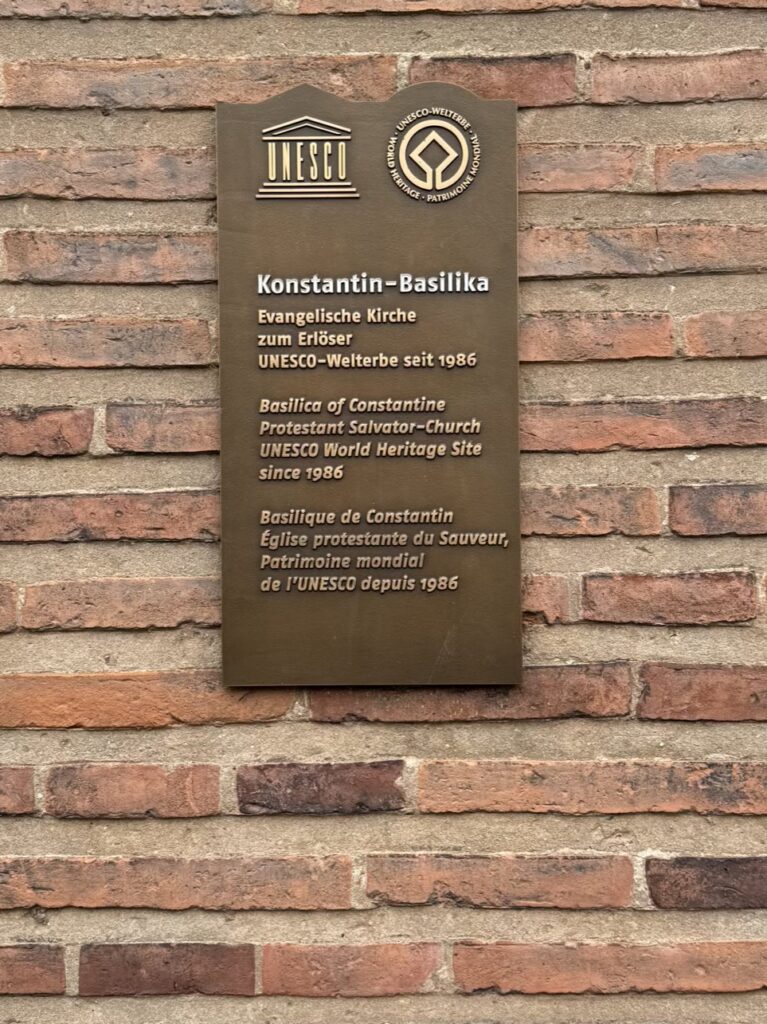 UNESCO
UNESCO-WELTERBE · WORLD HERITAGE · PATRIMOINE MONDIAL ·
Konstantin-Basilika
Evangelische Kirche
zum Erlöser
UNESCO-Welterbe seit 1986
Basilica of Constantine
Protestant Salvator-Church
UNESCO World Heritage Site
since 1986
Basilique de Constantin
Église protestante du Sauveur,
Patrimoine mondial
de l'UNESCO depuis 1986